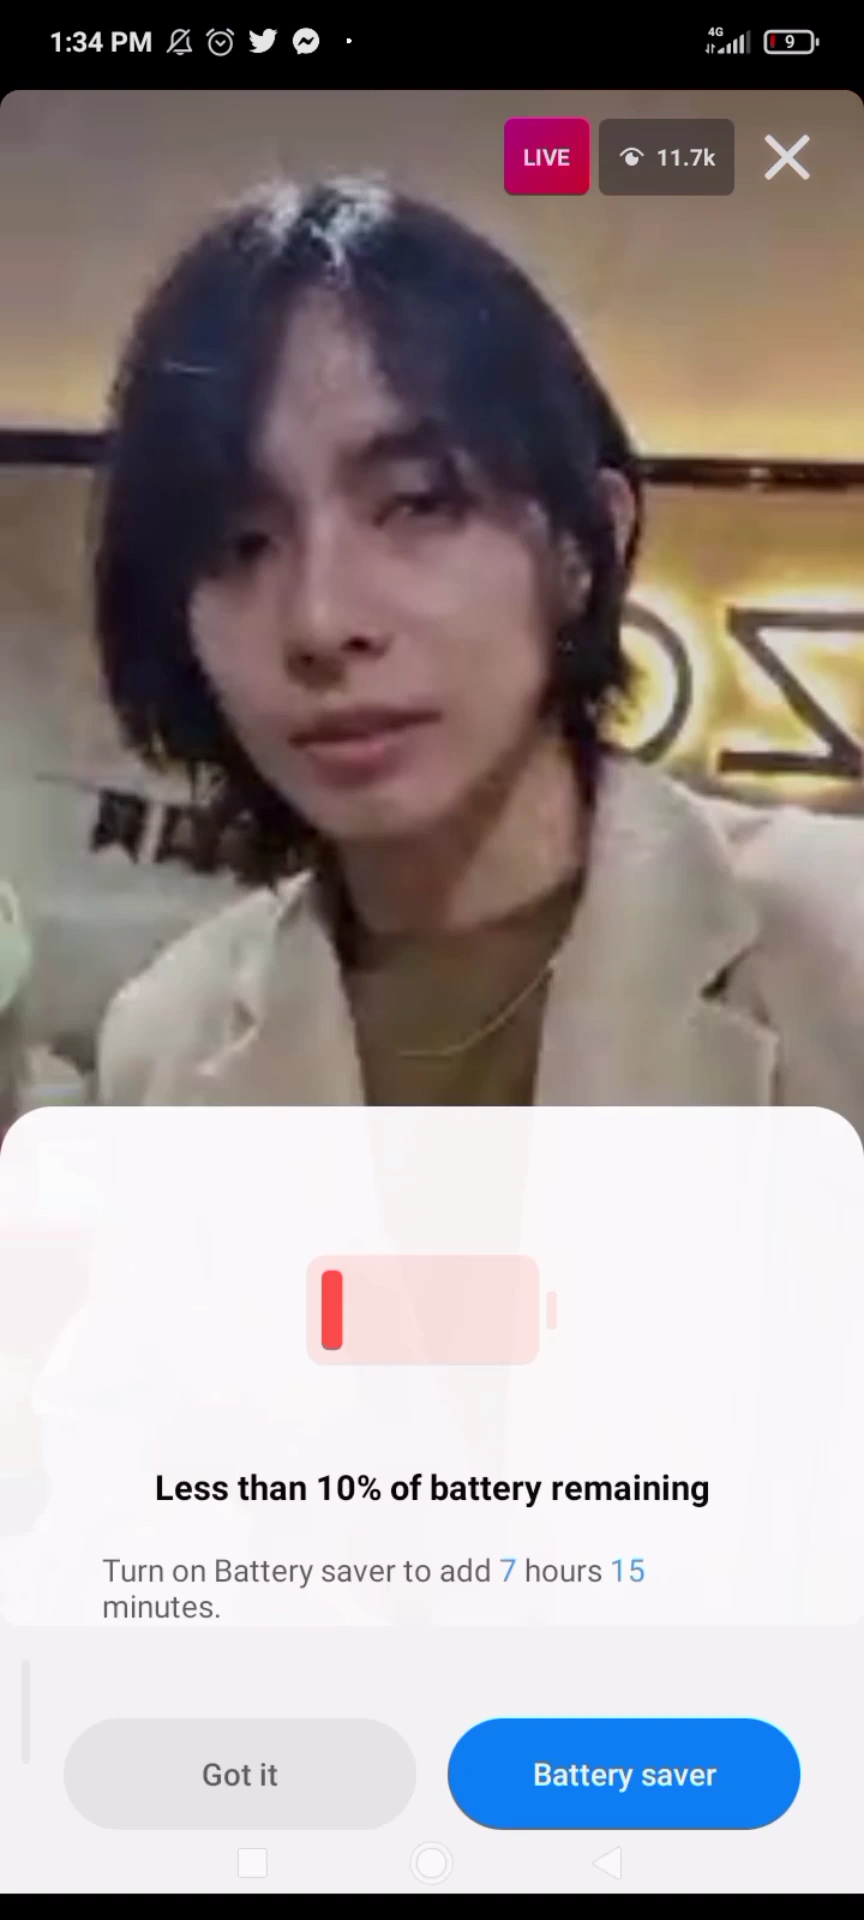 1:34 PM
4G
9
LIVE
11.7k
Less than 10% of battery remaining
Turn on Battery saver to add 7 hours 15
minutes.
Got it
Battery saver